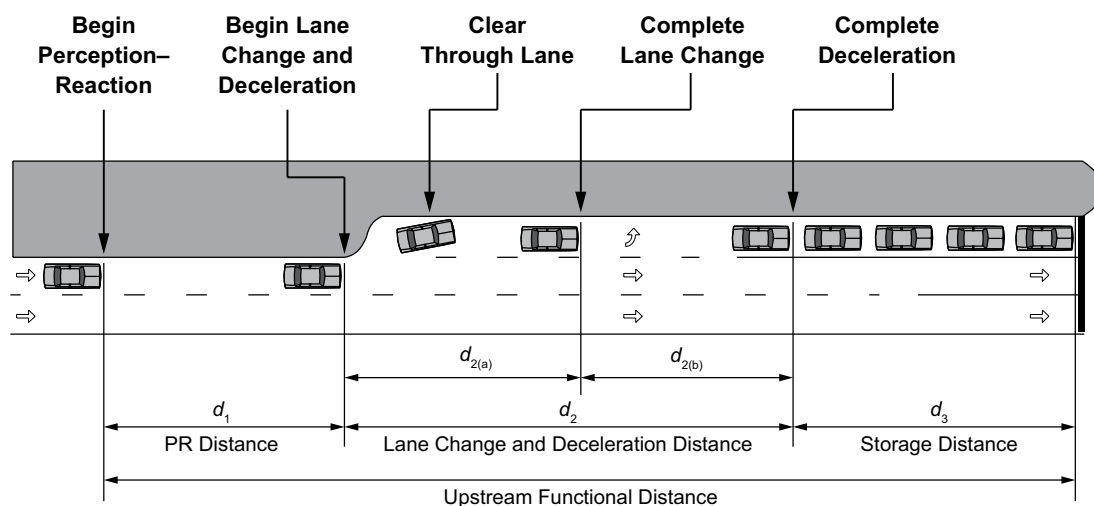 Begin
Perception–
Reaction
Begin Lane
Change and
Deceleration
Clear
Through Lane
Complete
Lane Change
Complete
Deceleration
d2(a)
d2(b)
d1
d2
d3
PR Distance
Lane Change and Deceleration Distance
Storage Distance
Upstream Functional Distance